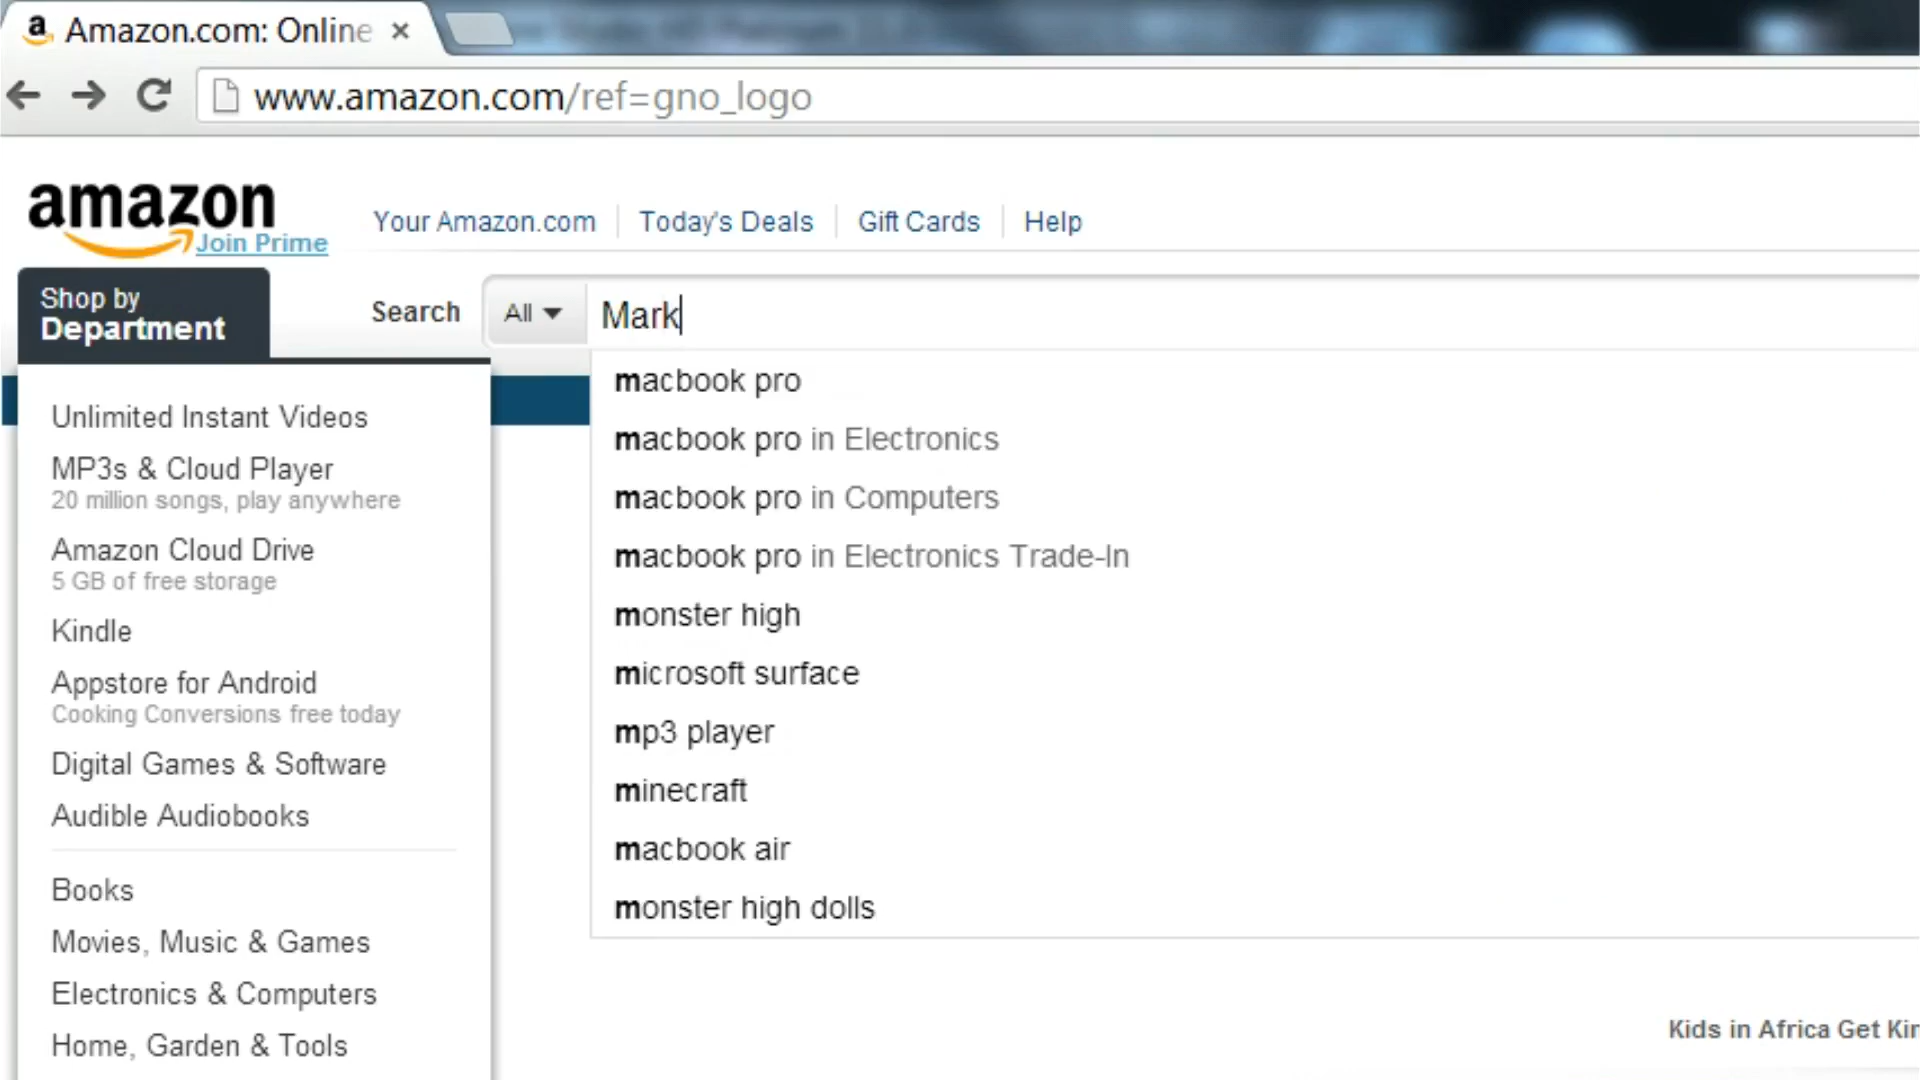 Amazon.com: Online
www.amazon.com/ref=gno_logo
amazon
Join Prime
Your Amazon.com
Today's Deals
Gift Cards
Help
Shop by
Department
Search
All
Mark
Unlimited Instant Videos
MP3s & Cloud Player
20 million songs, play anywhere
Amazon Cloud Drive
5 GB of free storage
Kindle
Appstore for Android
Cooking Conversions free today
Digital Games & Software
Audible Audiobooks
Books
Movies, Music & Games
Electronics & Computers
Home, Garden & Tools
macbook pro
macbook pro in Electronics
macbook pro in Computers
macbook pro in Electronics Trade-In
monster high
microsoft surface
mp3 player
minecraft
macbook air
monster high dolls
Kids in Africa Get